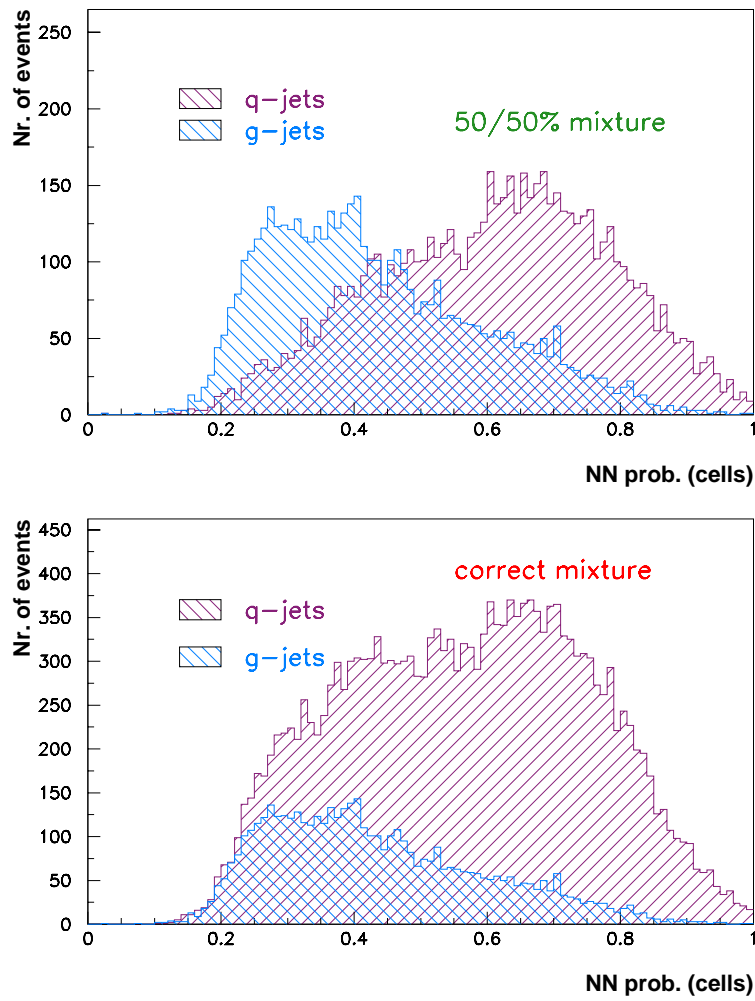 Nr. of events
250
200
150
100
50
0
q-jets
g-jets
50/50% mixture
0
0.2
0.4
0.6
0.8
1
NN prob. (cells)
Nr. of events
450
400
350
300
250
200
150
100
50
0
q-jets
g-jets
correct mixture
0
0.2
0.4
0.6
0.8
1
NN prob. (cells)